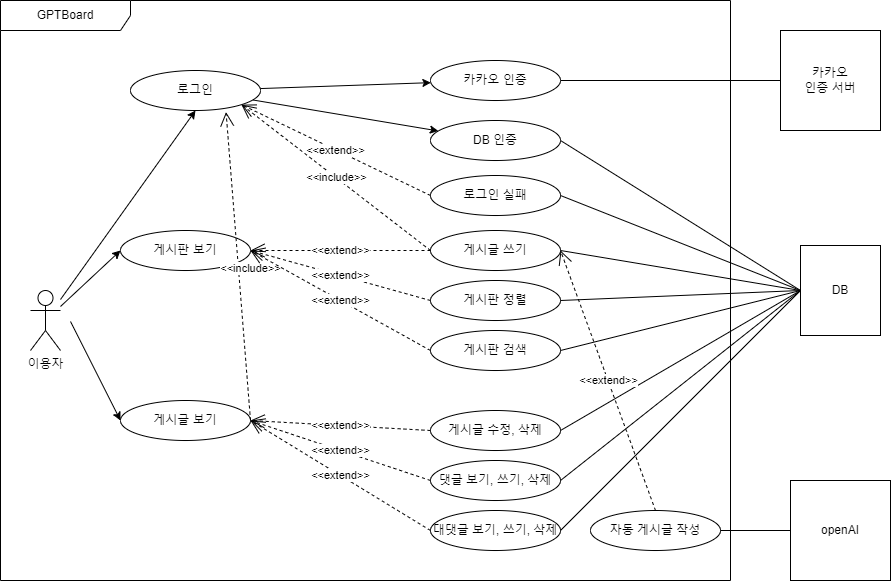 GPTBoard
로그인
카카오 인증
카카오
인증 서버
DB 인증
<<extend>>
<<include>>
로그인 실패
게시판 보기
<<extend>>
게시글 쓰기
<<include>>
<<extend>>
게시판 정렬
<<extend>>
DB
게시판 검색
이용자
<<extend>>
게시글 보기
<<extend>>
게시글 수정, 삭제
<<extend>>
댓글 보기, 쓰기, 삭제
<<extend>>
대댓글 보기, 쓰기, 삭제
자동 게시글 작성
openAI